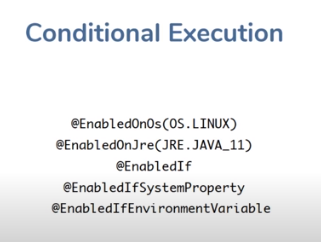 Conditional Execution
@EnabledOnOs(OS.LINUX)
@EnabledOnJre(JRE.JAVA_11)
@EnabledIf
@EnabledIfSystemProperty
@EnabledIfEnvironmentVariable